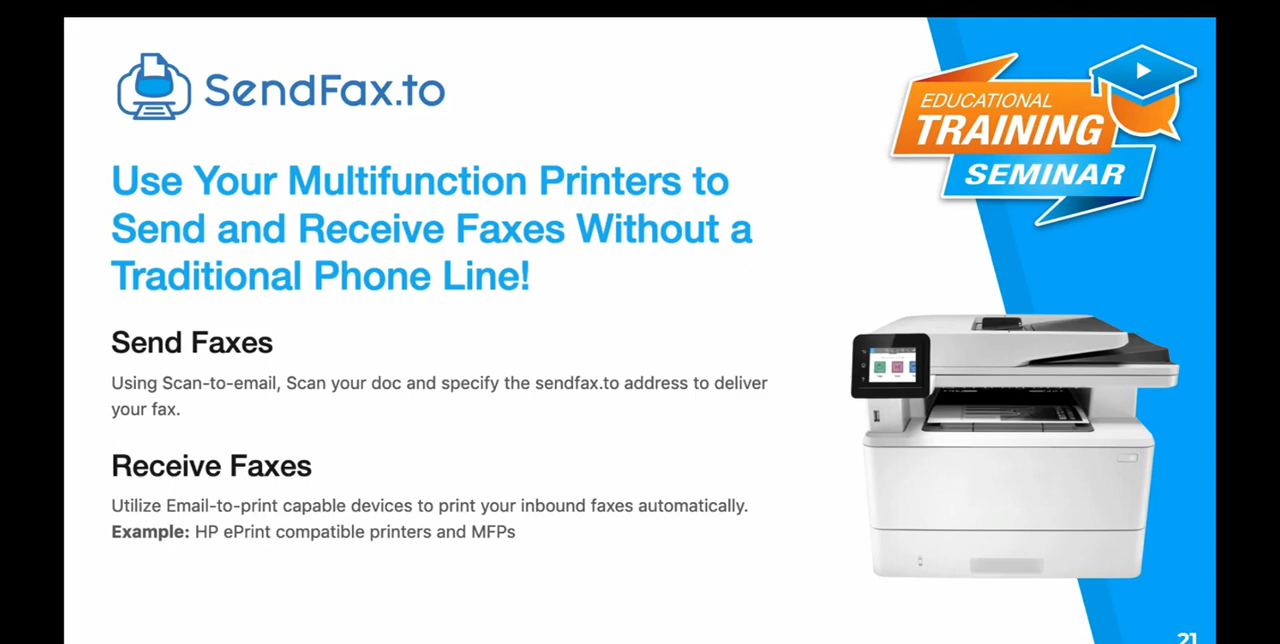 SendFax.to
EDUCATIONAL
TRAINING
SEMINAR
Use Your Multifunction Printers to
Send and Receive Faxes Without a
Traditional Phone Line!
Send Faxes
Using Scan-to-email, Scan your doc and specify the sendfax.to address to deliver
your fax.
Receive Faxes
Utilize Email-to-print capable devices to print your inbound faxes automatically.
Example: HP ePrint compatible printers and MFPs
21